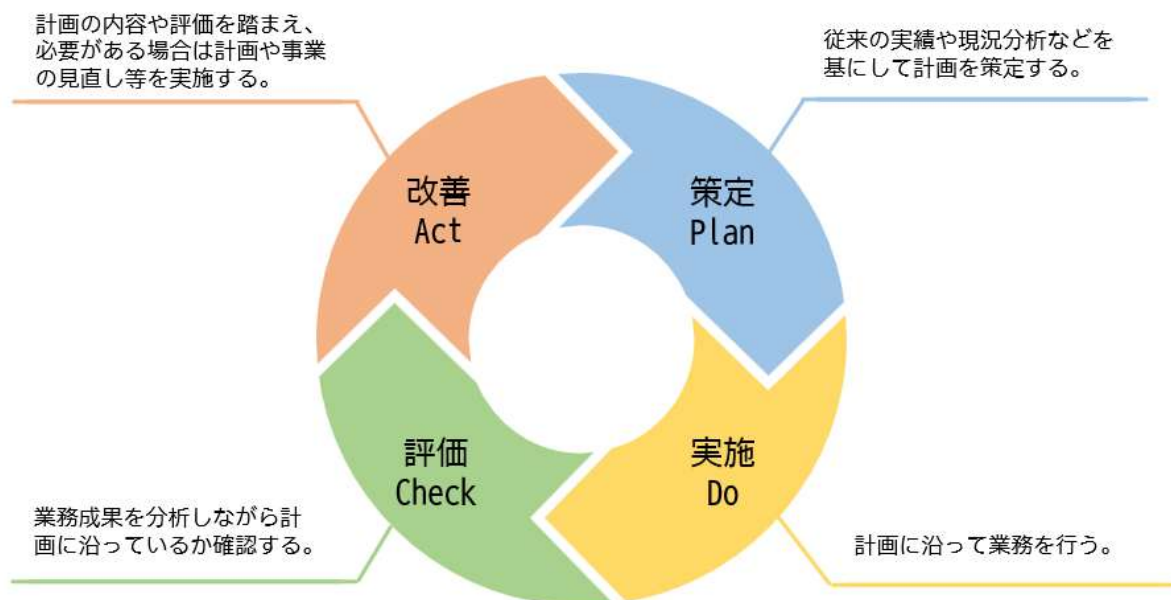 計画の内容や評価を踏まえ、
必要がある場合は計画や事業
の見直し等を実施する。
従来の実績や現況分析などを
基にして計画を策定する。
改善
Act
策定
Plan
評価
Check
実施
Do
業務成果を分析しながら計
画に沿っているか確認する。
計画に沿って業務を行う。